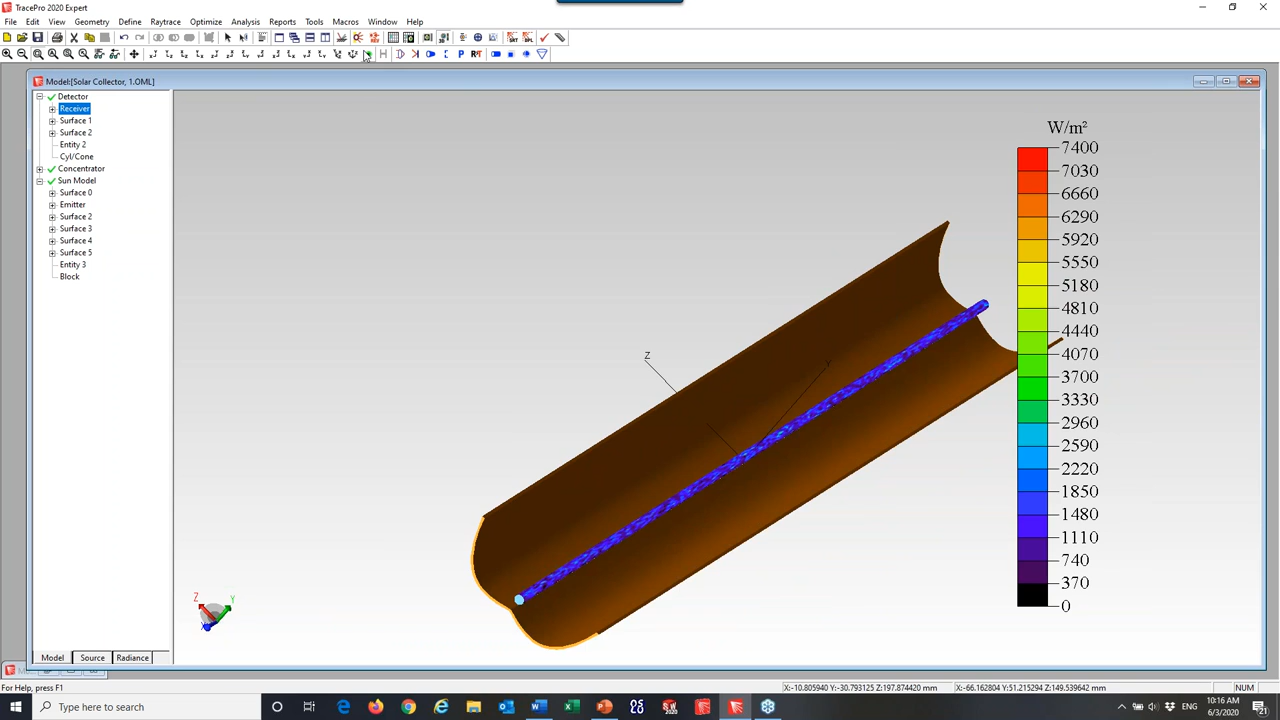 TracePro 2020 Expert
File Edit View Geometry Define Raytrace Optimize Analysis Reports Tools Macros Window Help
Model:[Solar Collector, 1.OML]
Detector
Receiver
Surface 1
Surface 2
Entity 2
Cyl/Cone
Concentrator
Sun Model
Surface 0
Emitter
Surface 2
Surface 3
Surface 4
Surface 5
Entity 3
Block
W/m²
7400
7030
6660
6290
5920
5550
5180
4810
4440
4070
3700
3330
2960
2590
2220
1850
1480
1110
740
370
0
Z
Y
Z
Y
X
Model Source Radiance
For Help, press F1
X:-10.805940 Y:-30.793125 Z:197.874420 mm
X:-66.162804 Y:51.215294 Z:149.539642 mm
NUM
Type here to search
ENG
10:16 AM
6/3/2020